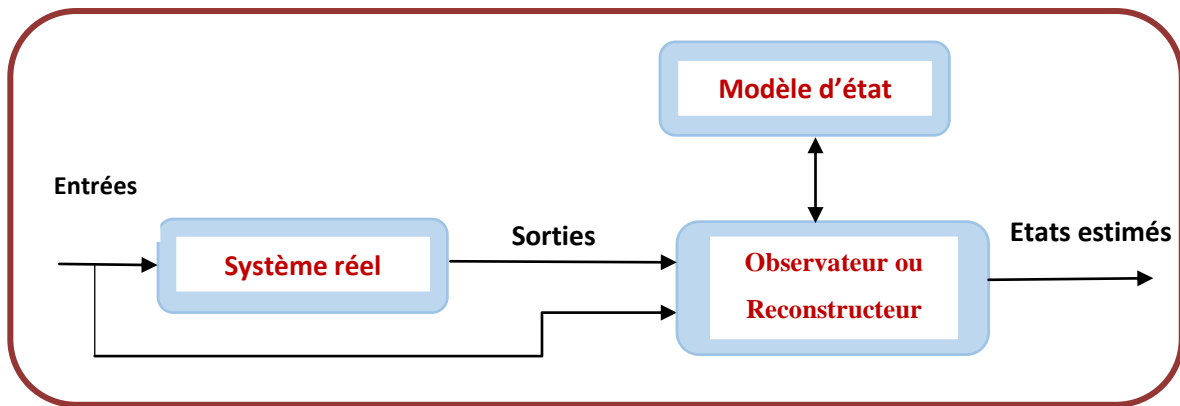 Modèle d'état
Entrées
Système réel
Sorties
Observateur ou
Reconstructeur
Etats estimés